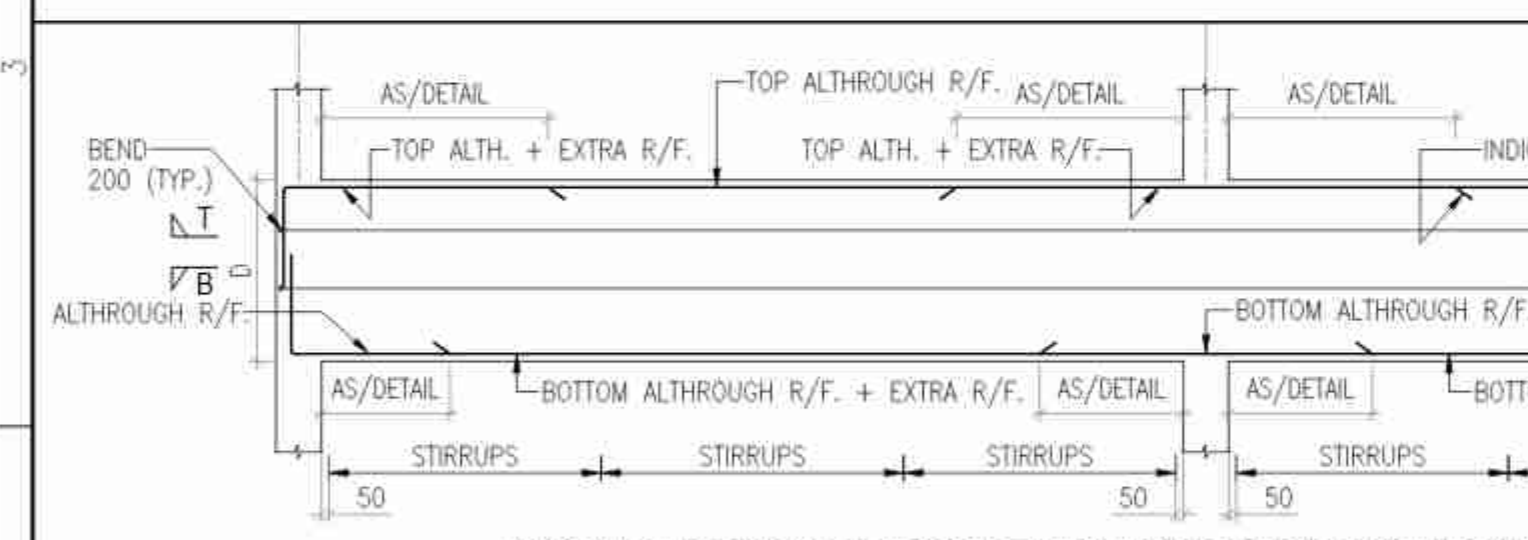 3
TOP ALTHROUGH R/F.
AS/DETAIL
AS/DETAIL
AS/DETAIL
BEND
200 (TYP.)
TOP ALTH. + EXTRA R/F.
TOP ALTH. + EXTRA R/F.
T
B
D
ALTHROUGH R/F.
BOTTOM ALTHROUGH R/F
AS/DETAIL
BOTTOM ALTHROUGH R/F. + EXTRA R/F.
AS/DETAIL
AS/DETAIL
STIRRUPS
STIRRUPS
STIRRUPS
STIRRUPS
50
50
50